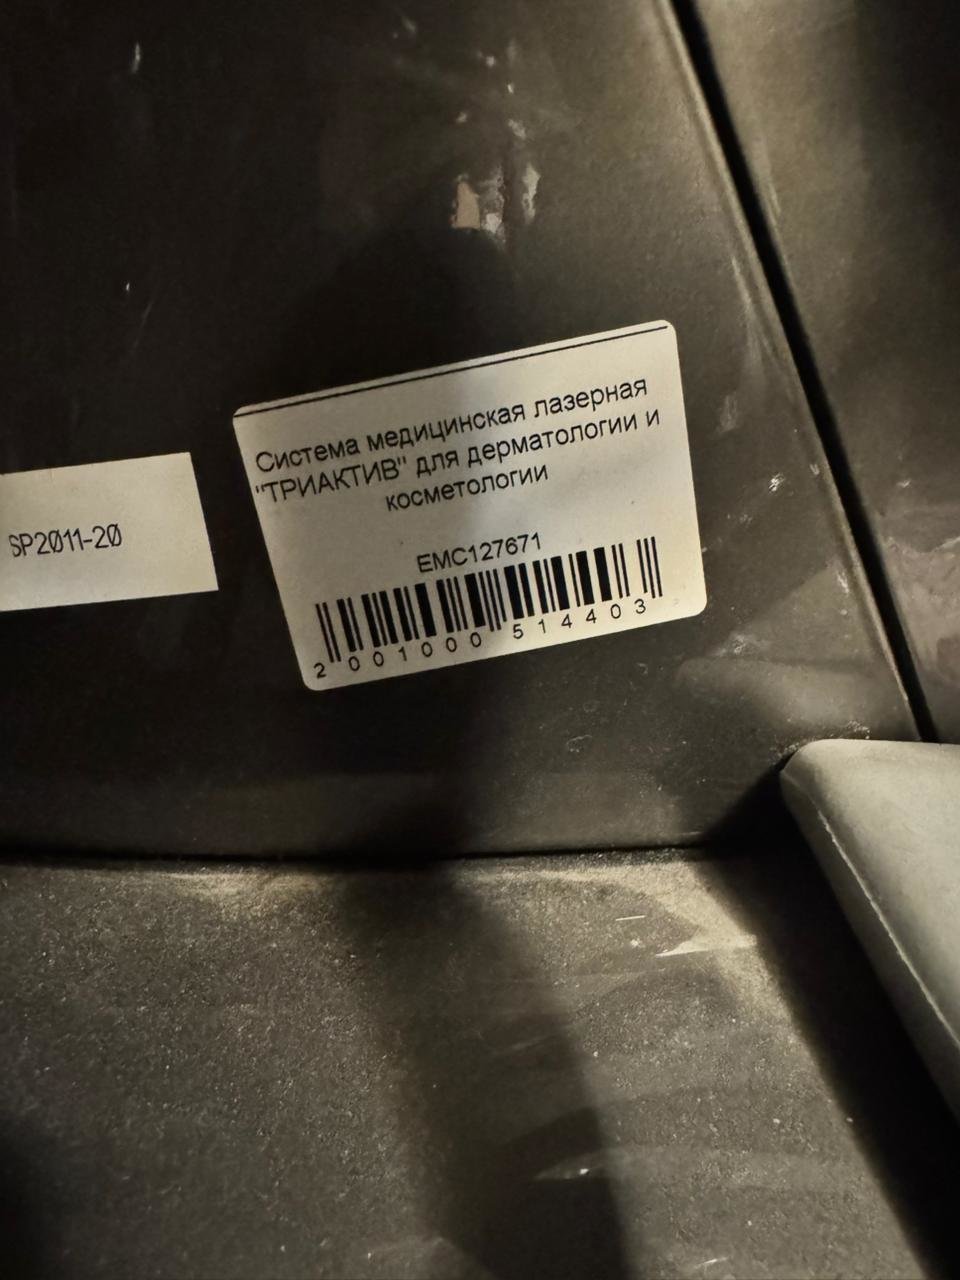 Система медицинская лазерная
"ТРИАКТИВ" для дерматологии и
косметологии
EMC127671
2 001000 514403
SP2011-20